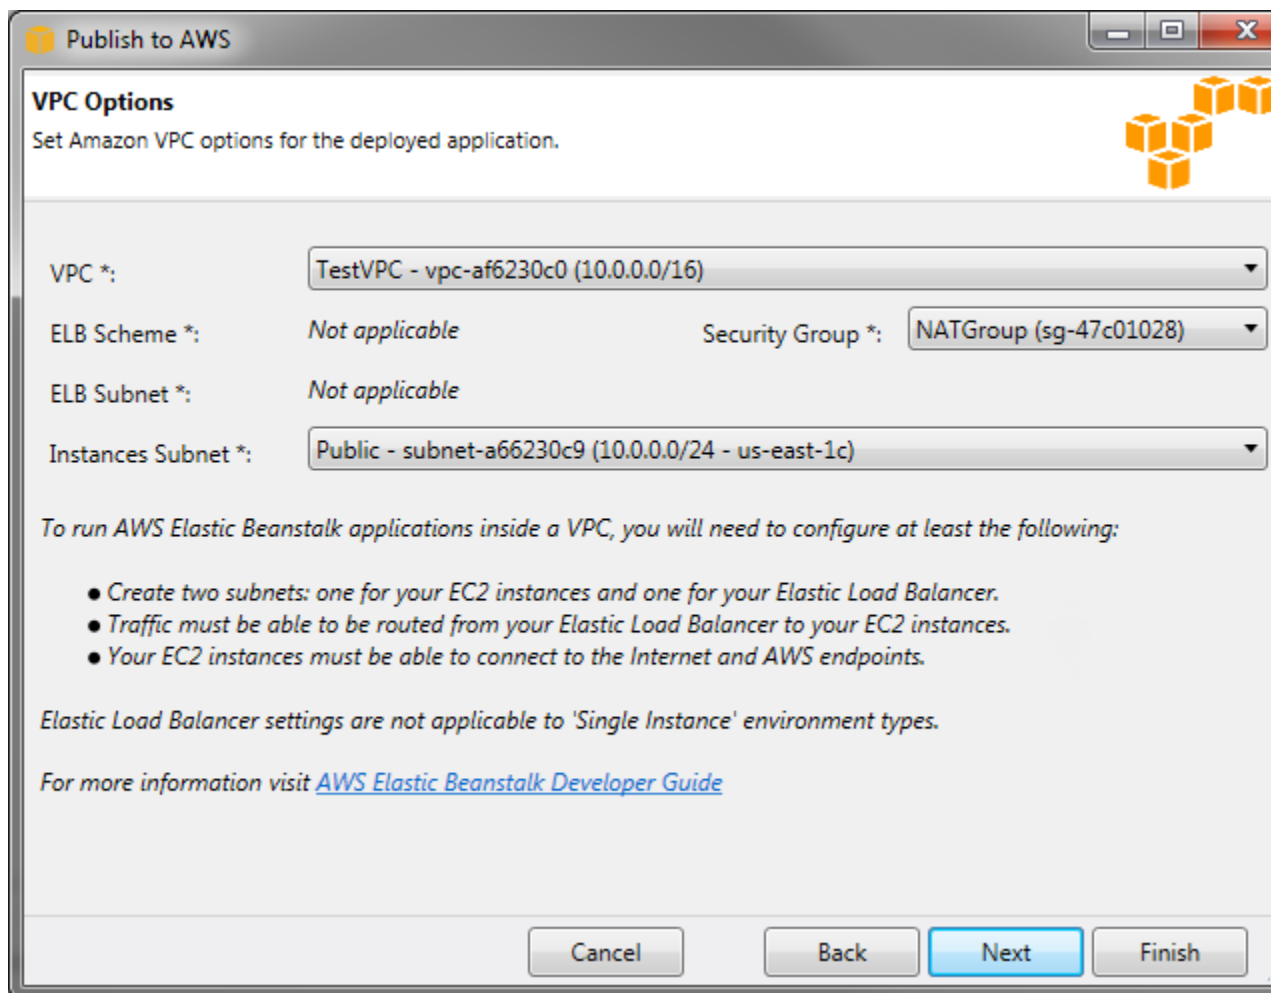 Publish to AWS
VPC Options
Set Amazon VPC options for the deployed application.
VPC *: TestVPC - vpc-af6230c0 (10.0.0.0/16)
ELB Scheme *: Not applicable Security Group *: NATGroup (sg-47c01028)
ELB Subnet *: Not applicable
Instances Subnet *: Public - subnet-a66230c9 (10.0.0.0/24 - us-east-1c)
To run AWS Elastic Beanstalk applications inside a VPC, you will need to configure at least the following:
● Create two subnets: one for your EC2 instances and one for your Elastic Load Balancer.
● Traffic must be able to be routed from your Elastic Load Balancer to your EC2 instances.
● Your EC2 instances must be able to connect to the Internet and AWS endpoints.
Elastic Load Balancer settings are not applicable to 'Single Instance' environment types.
For more information visit AWS Elastic Beanstalk Developer Guide
Cancel Back Next Finish